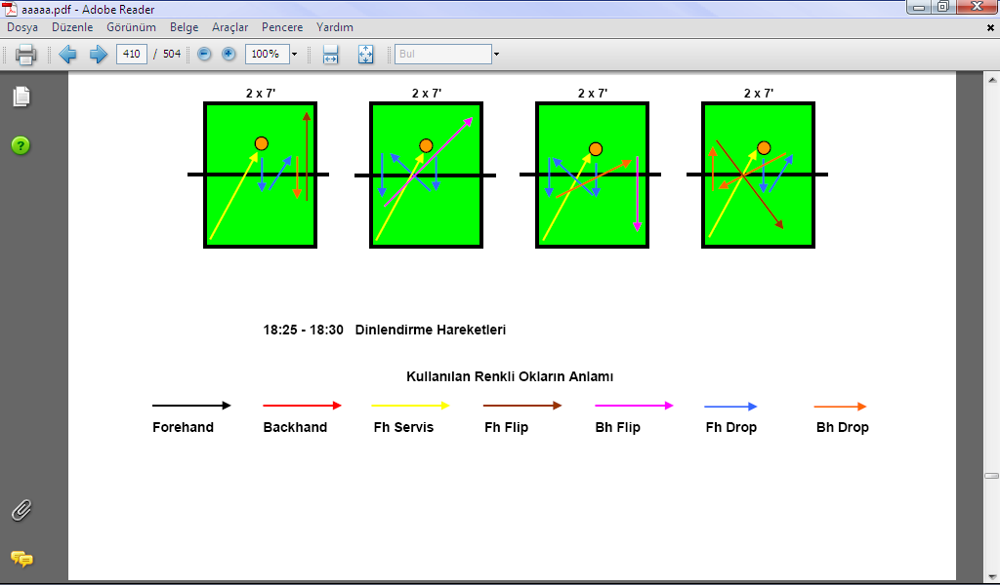 aaaaa.pdf - Adobe Reader
Dosya Düzenle Görünüm Belge Araçlar Pencere Yardım
410 / 504 100% Bul
2 x 7' 2 x 7' 2 x 7' 2 x 7'
18:25 - 18:30 Dinlendirme Hareketleri
Kullanılan Renkli Okların Anlamı
Forehand Backhand Fh Servis Fh Flip Bh Flip Fh Drop Bh Drop